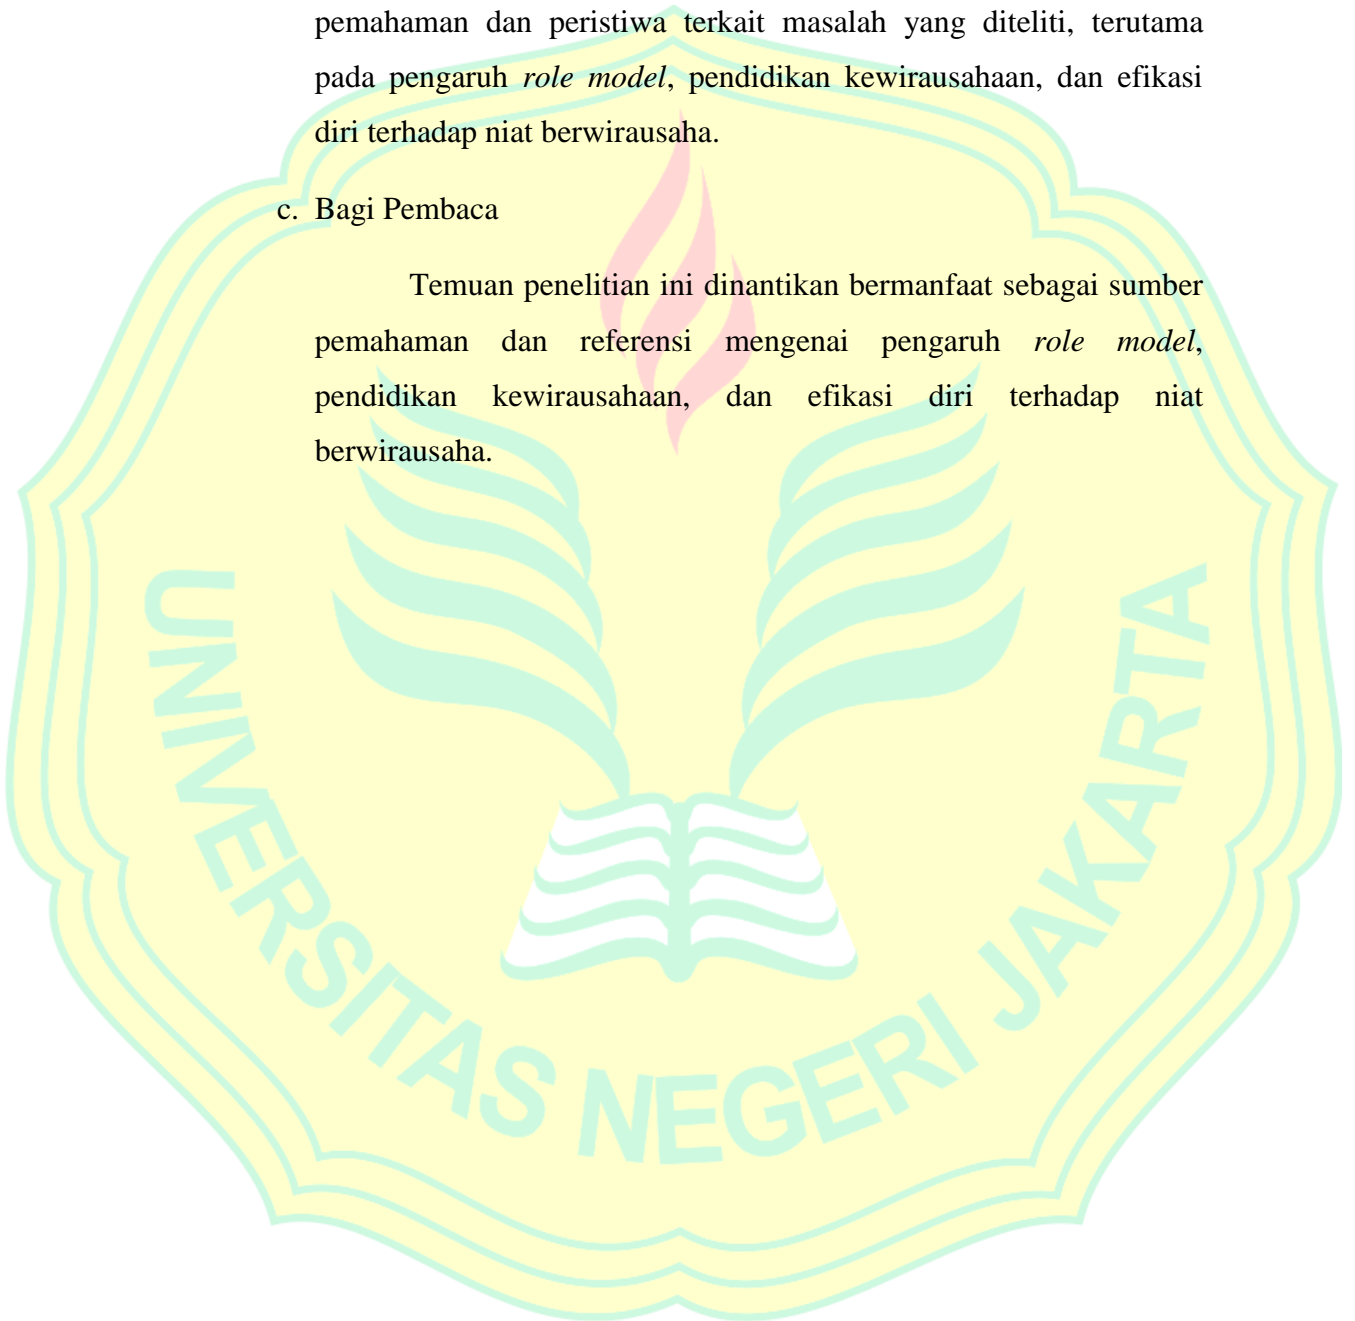 pemahaman dan peristiwa terkait masalah yang diteliti, terutama
pada pengaruh role model, pendidikan kewirausahaan, dan efikasi
diri terhadap niat berwirausaha.
c. Bagi Pembaca
Temuan penelitian ini dinantikan bermanfaat sebagai sumber
pemahaman dan referensi mengenai pengaruh role model,
pendidikan kewirausahaan, dan efikasi diri terhadap niat
berwirausaha.
UNIVERSITAS NEGERI JAKARTA